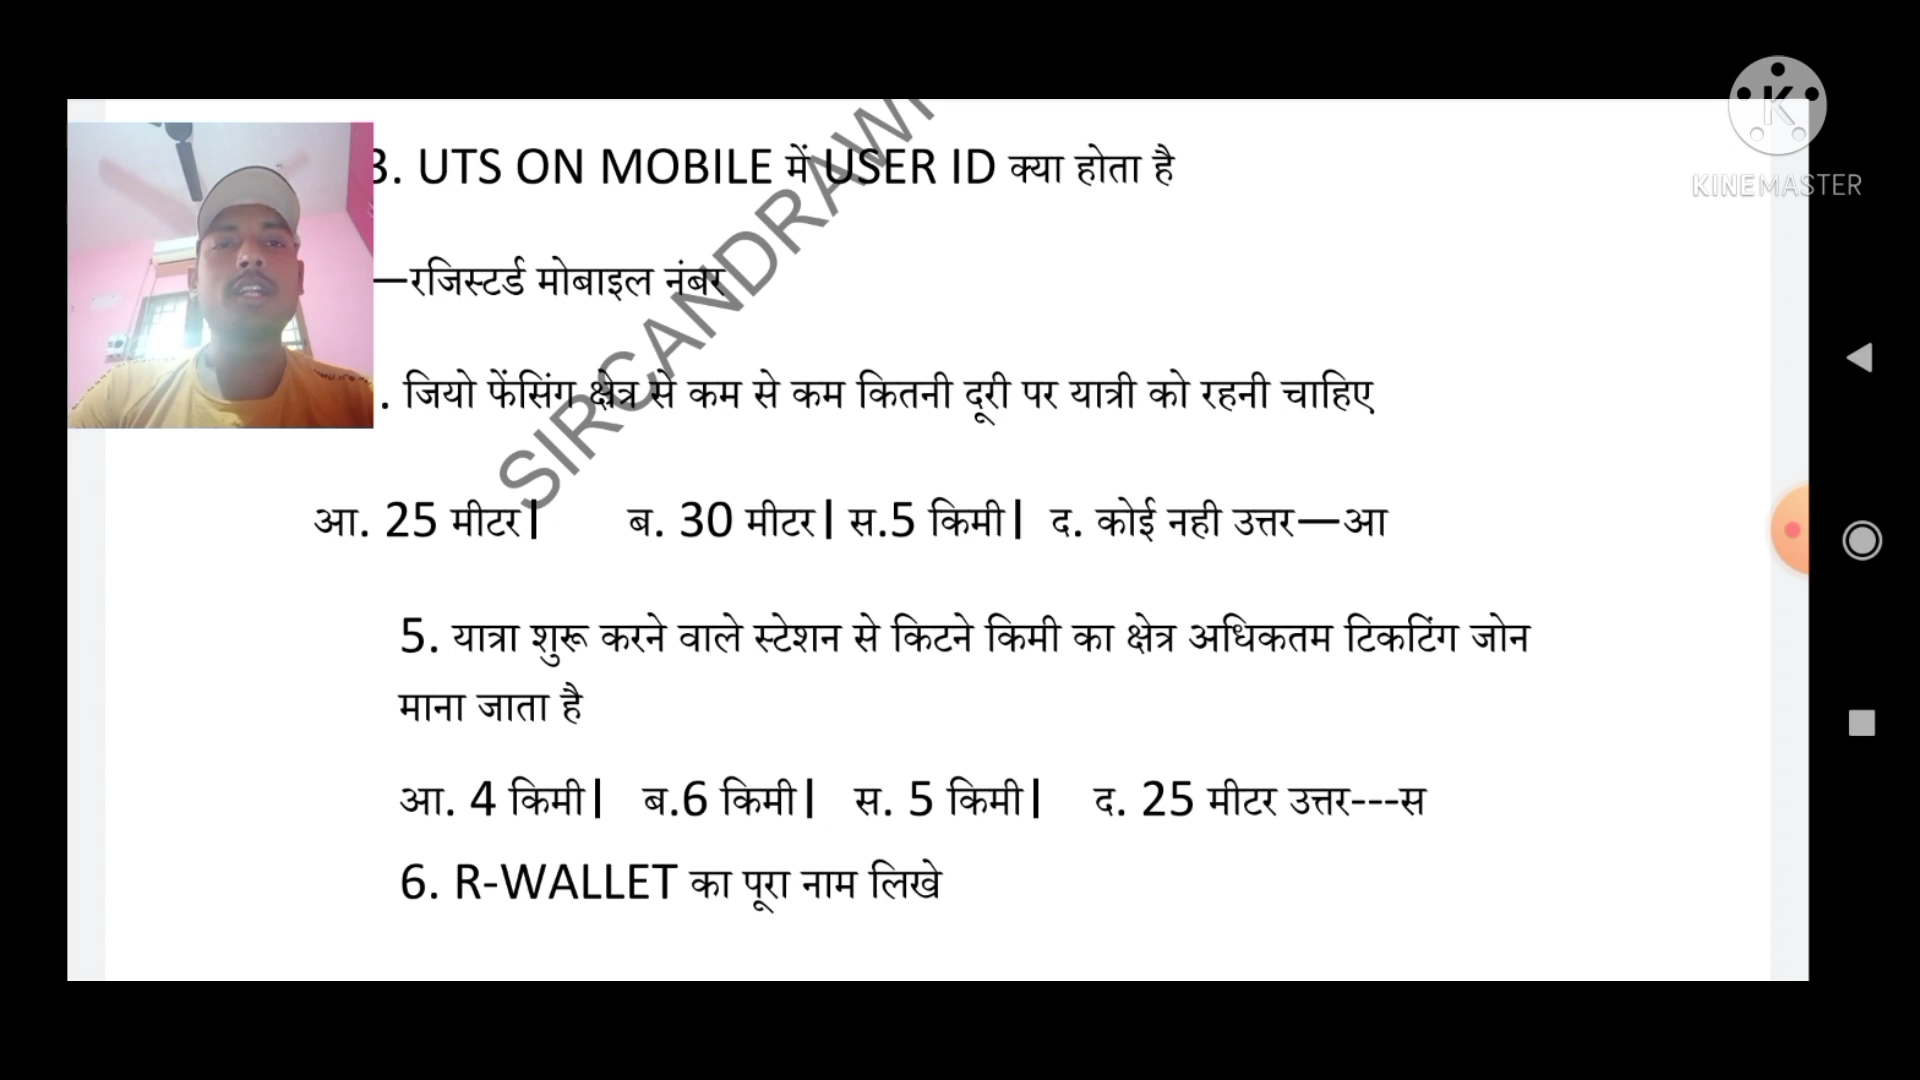 3. UTS ON MOBILE में USER ID क्या होता है
—रजिस्टर्ड मोबाइल नंबर
. जियो फेंसिंग क्षेत्र से कम से कम कितनी दूरी पर यात्री को रहनी चाहिए
आ. 25 मीटर| ब. 30 मीटर| स.5 किमी| द. कोई नही उत्तर—आ
5. यात्रा शुरू करने वाले स्टेशन से किटने किमी का क्षेत्र अधिकतम टिकटिंग जोन
माना जाता है
आ. 4 किमी| ब.6 किमी| स. 5 किमी| द. 25 मीटर उत्तर---स
6. R-WALLET का पूरा नाम लिखे
K
KINEMASTER